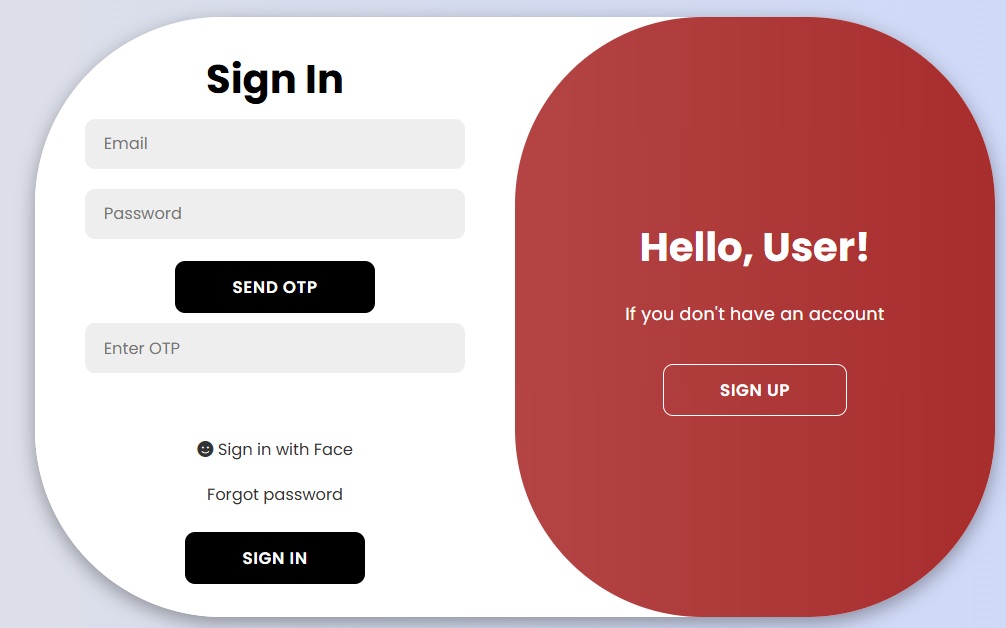 Sign In
Email
Password
SEND OTP
Enter OTP
Sign in with Face
Forgot password
SIGN IN
Hello, User!
If you don't have an account
SIGN UP